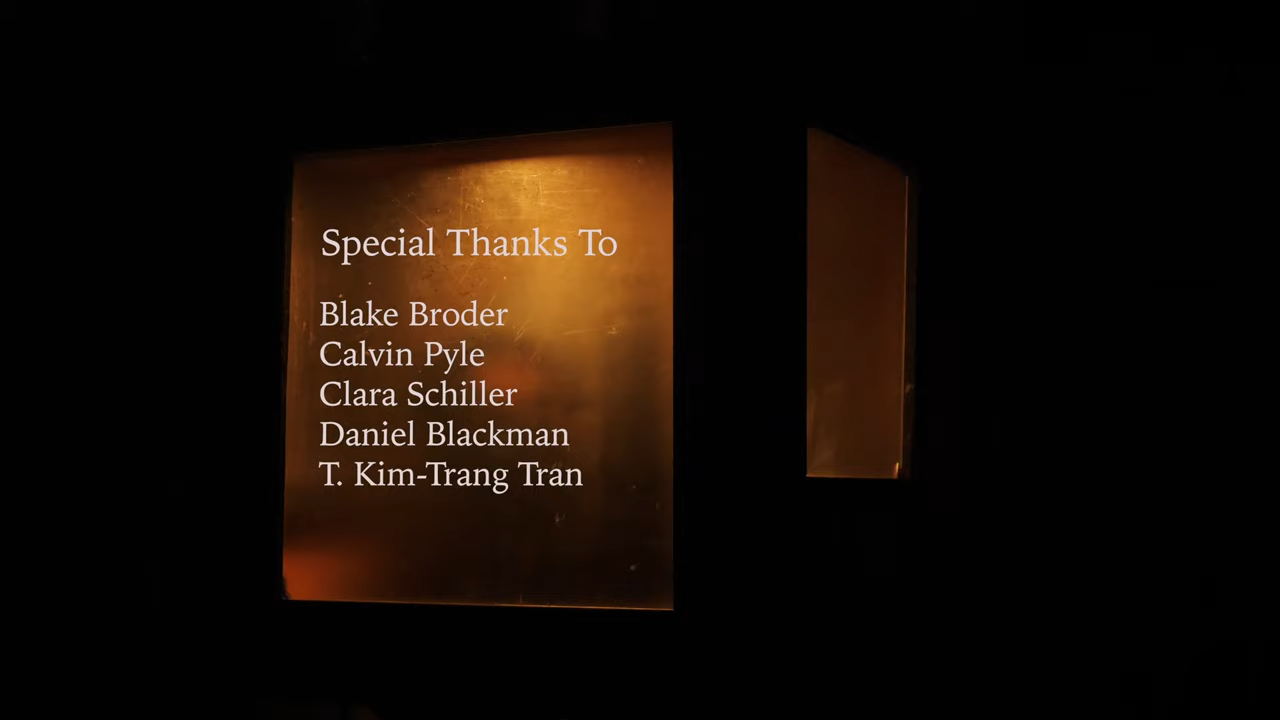 Special Thanks To
Blake Broder
Calvin Pyle
Clara Schiller
Daniel Blackman
T. Kim-Trang Tran